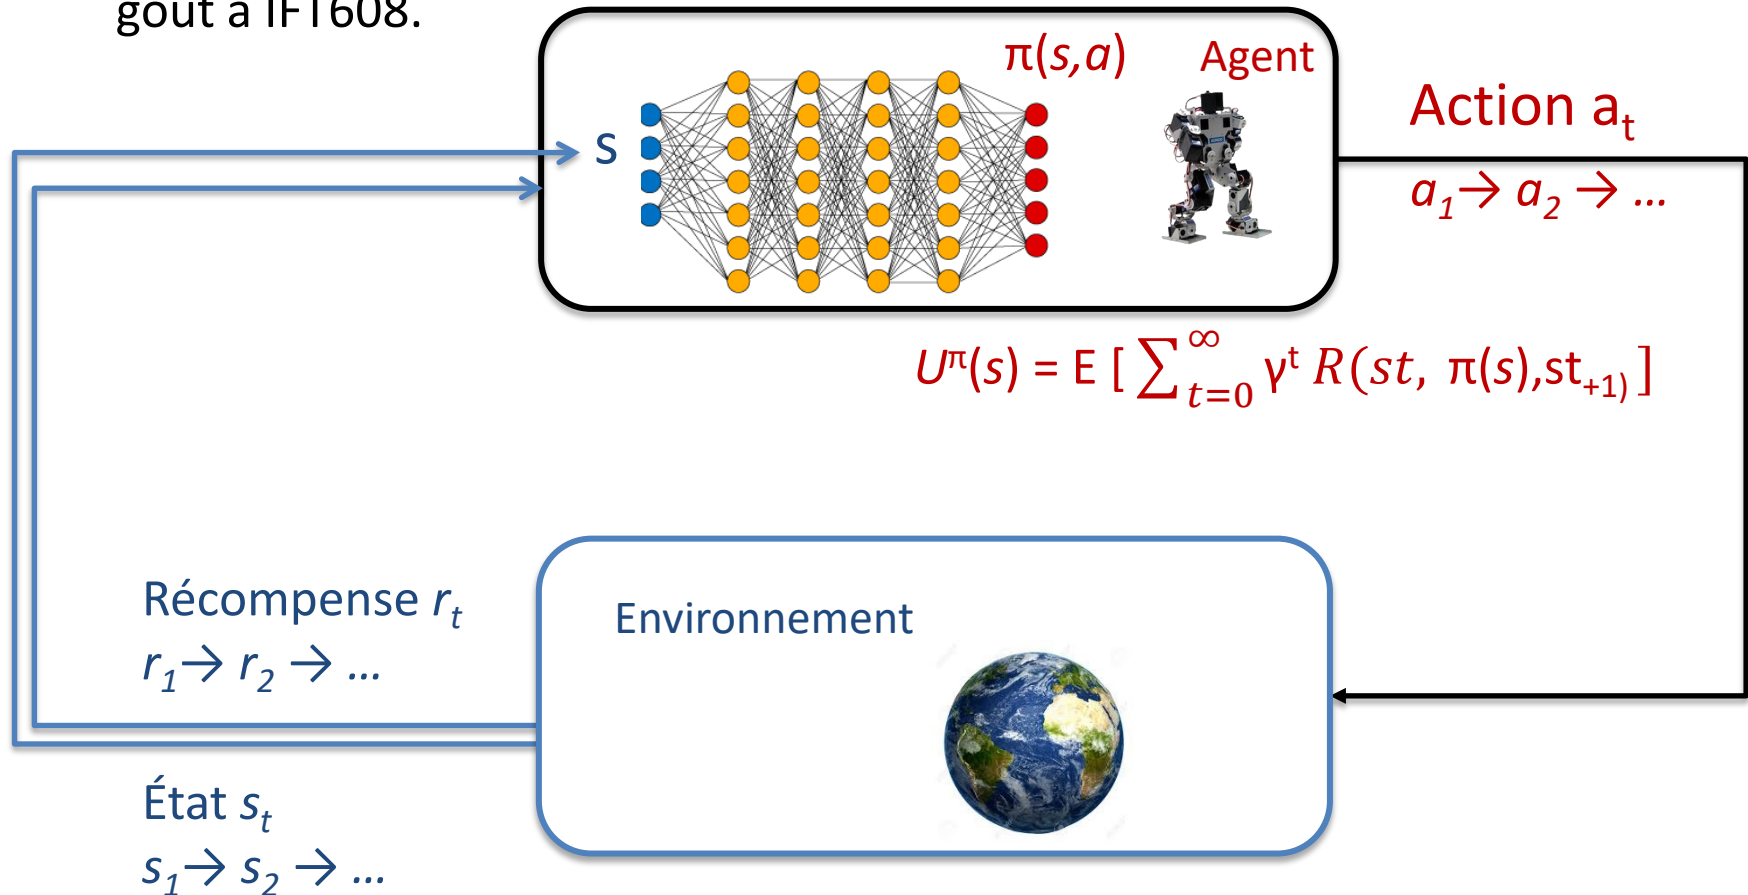 goût à IFT608.
π(s,a)
Agent
s
Action aₜ
a₁→ a₂ → …
Uᵖⁱ(s) = E [ ∑ₜ₌₀^∞ γᵗ R(st, π(s),st₊₁₎ ]
Récompense rₜ
r₁→ r₂ → …
Environnement
État sₜ
s₁→ s₂ → …